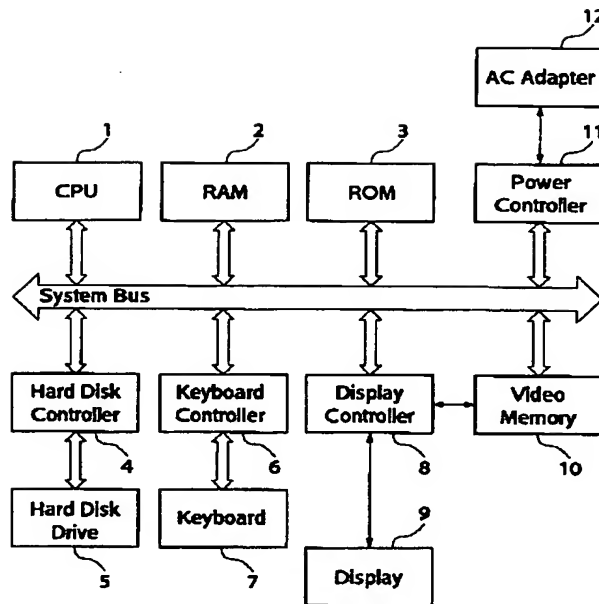 12
AC Adapter
1
2
3
11
CPU
RAM
ROM
Power
Controller
System Bus
Hard Disk
Controller
Keyboard
Controller
Display
Controller
Video
Memory
4
6
8
10
Hard Disk
Drive
Keyboard
9
5
7
Display